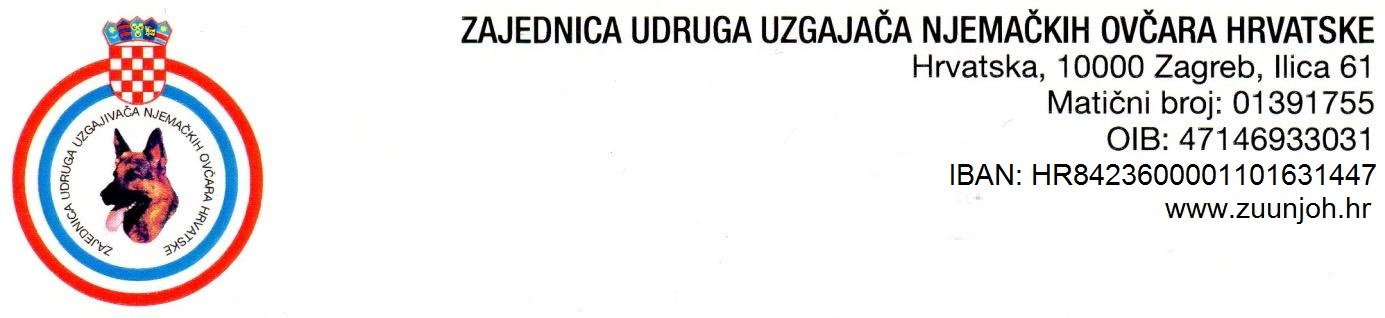 ZAJEDNICA UDRUGA UZGAJAČA NJEMAČKIH OVČARA HRVATSKE
Hrvatska, 10000 Zagreb, Ilica 61
Matični broj: 01391755
OIB: 47146933031
IBAN: HR8423600001101631447
www.zuunjoh.hr
ZAJEDNICA UDRUGA UZGAJIVAČA NJEMAČKIH OVČARA HRVATSKE